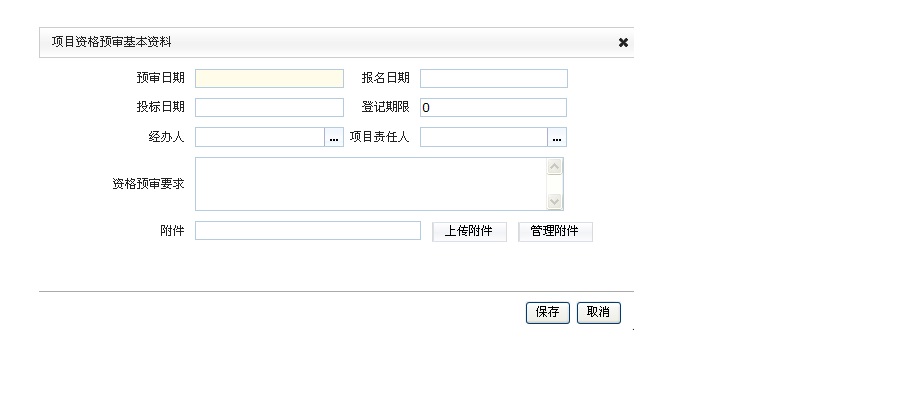 项目资格预审基本资料
预审日期 报名日期
投标日期 登记期限 0
经办人 ... 项目责任人 ...
资格预审要求
附件 上传附件 管理附件
保存 取消